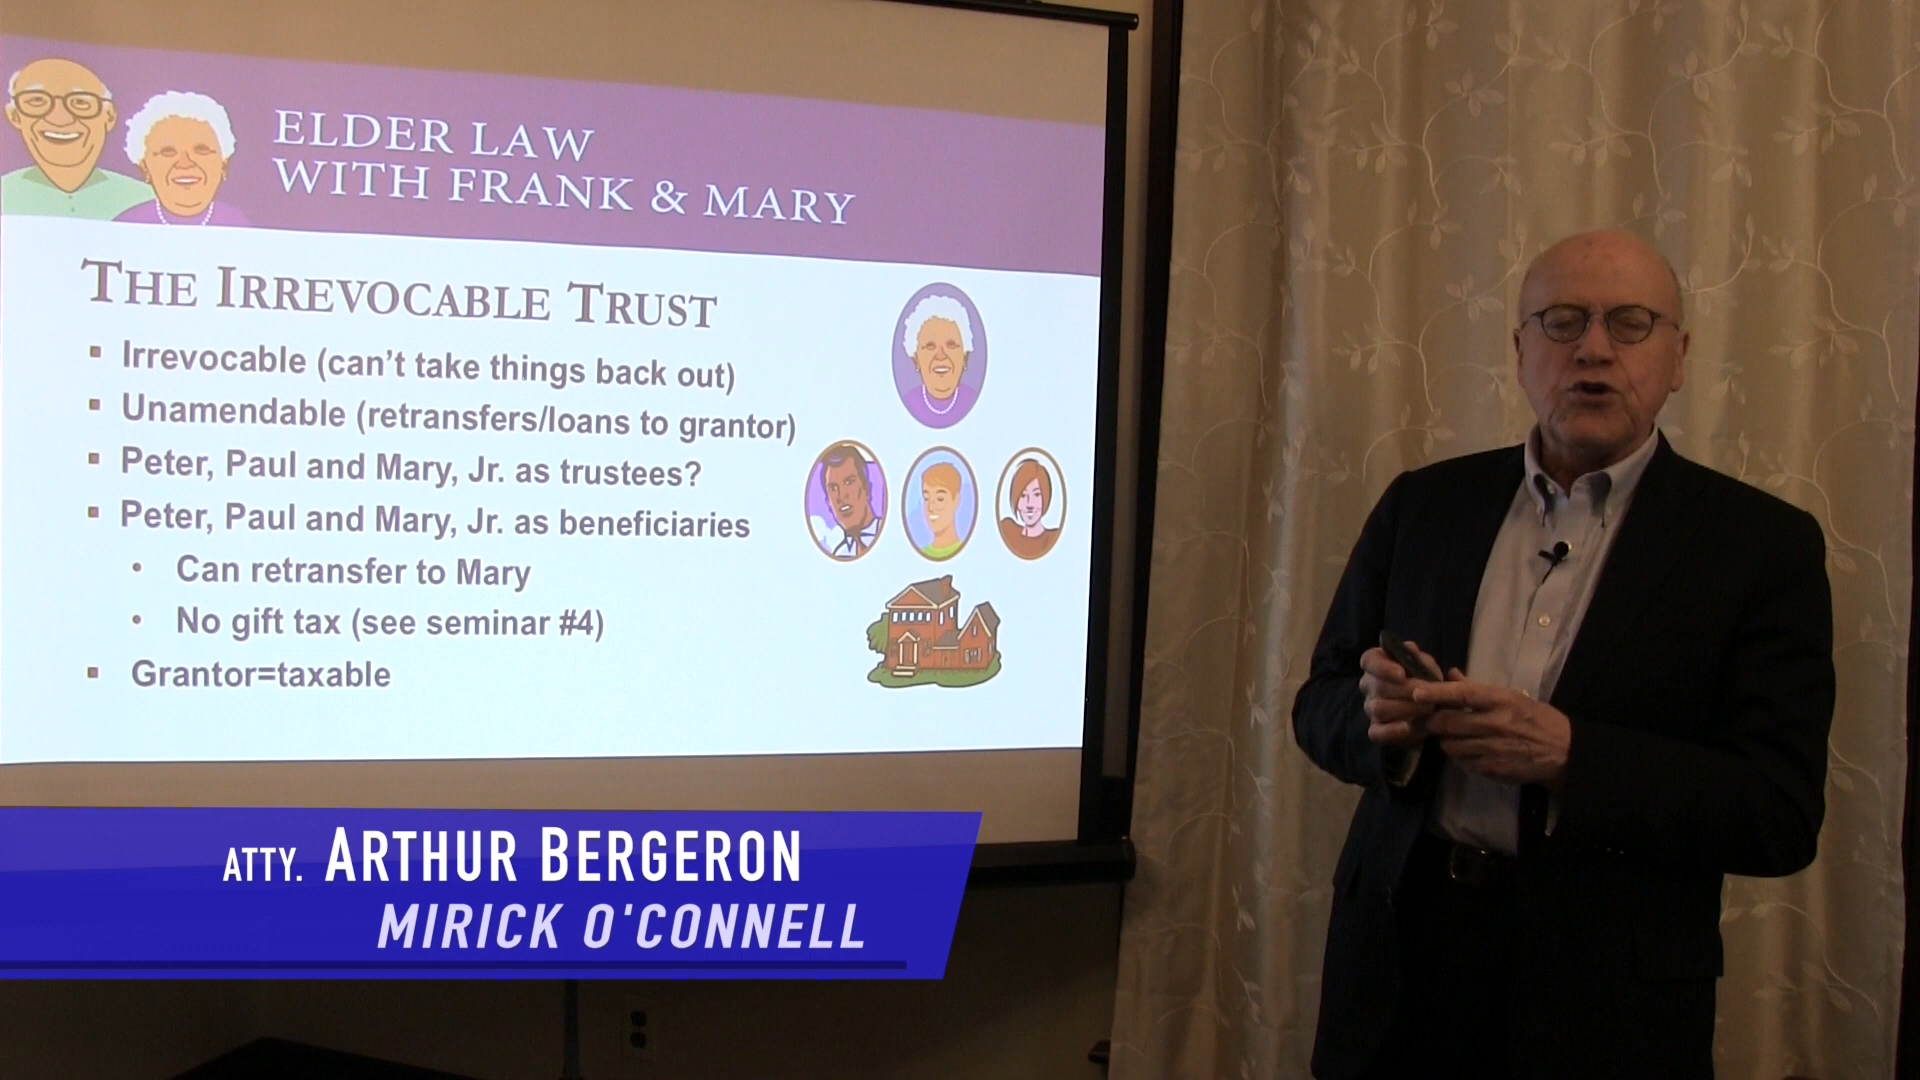 ELDER LAW
WITH FRANK & MARY
THE IRREVOCABLE TRUST
▪ Irrevocable (can't take things back out)
▪ Unamendable (retransfers/loans to grantor)
▪ Peter, Paul and Mary, Jr. as trustees?
▪ Peter, Paul and Mary, Jr. as beneficiaries
• Can retransfer to Mary
• No gift tax (see seminar #4)
▪ Grantor=taxable
ATTY. ARTHUR BERGERON
MIRICK O'CONNELL